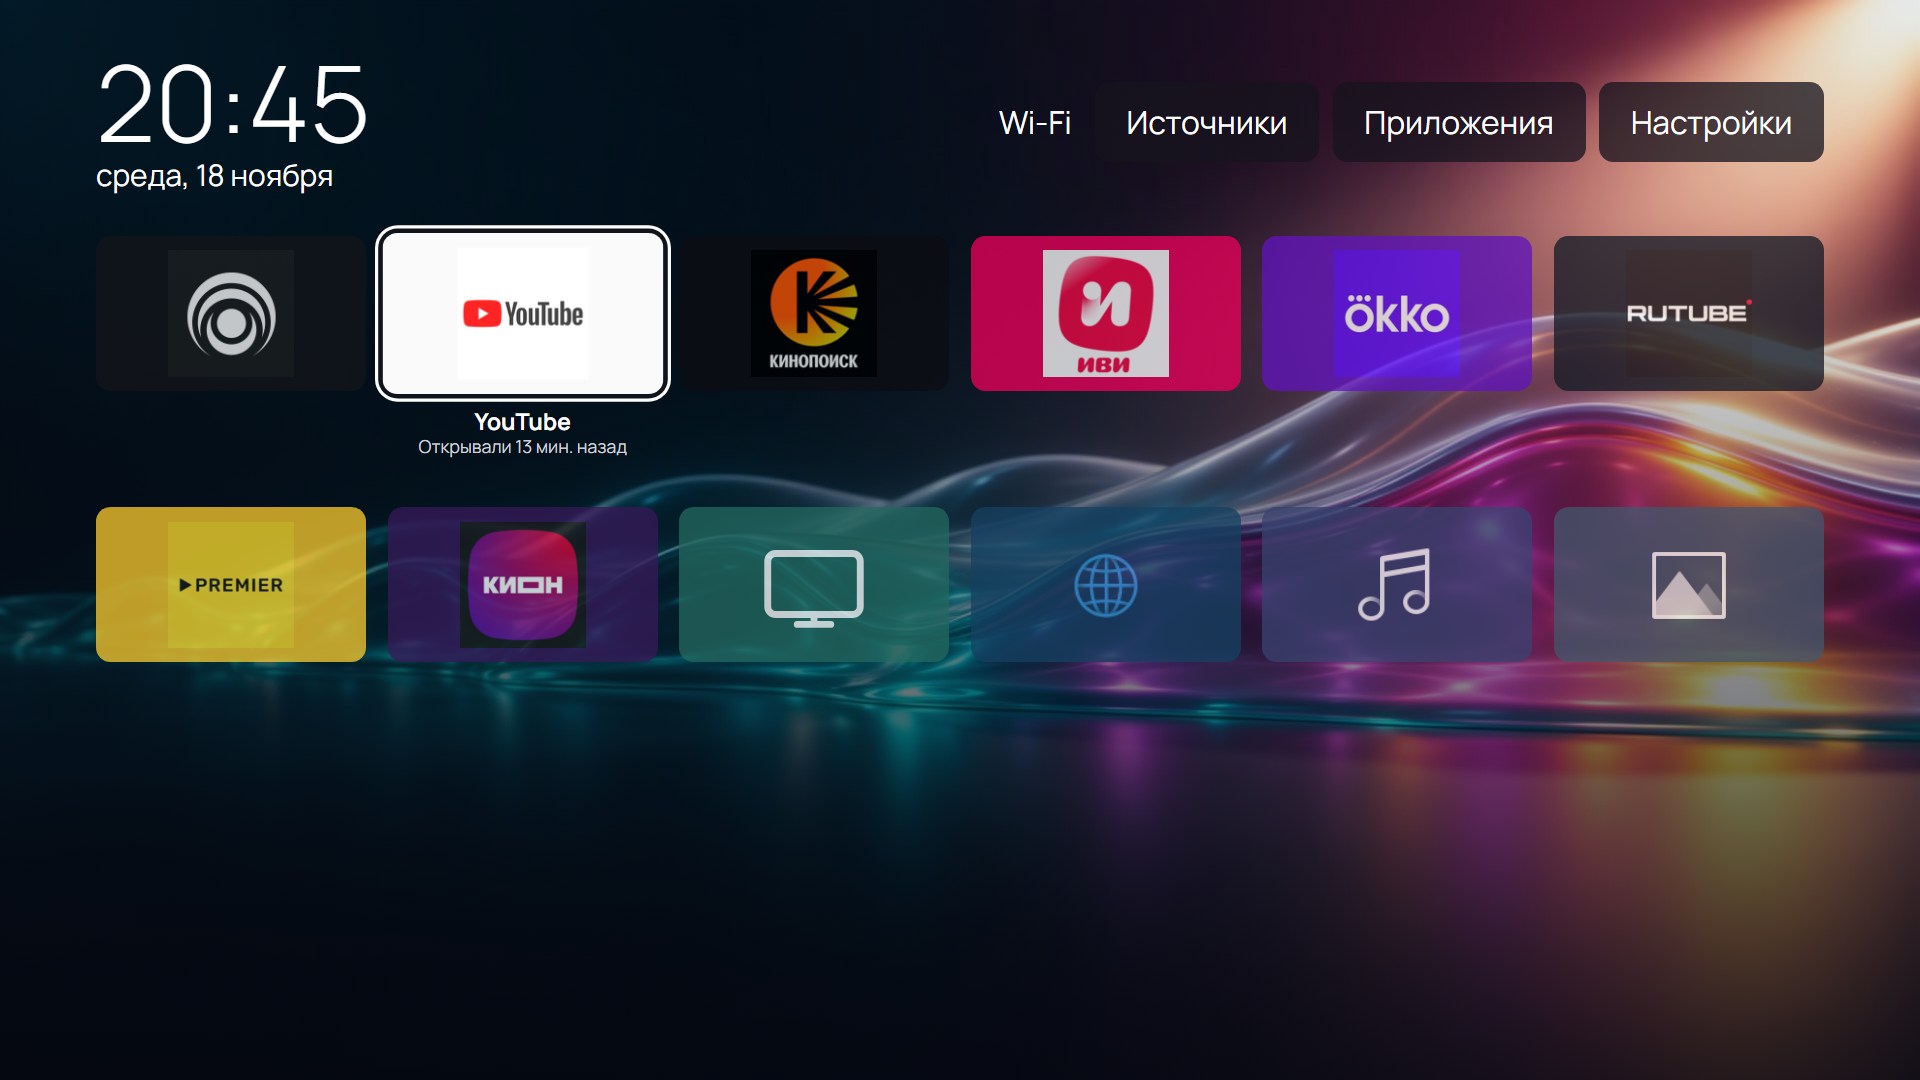 20:45
среда, 18 ноября
Wi-Fi
Источники
Приложения
Настройки
YouTube
КИНОПОИСК
иви
ökko
RUTUBE
YouTube
Открывали 13 мин. назад
PREMIER
КИОН